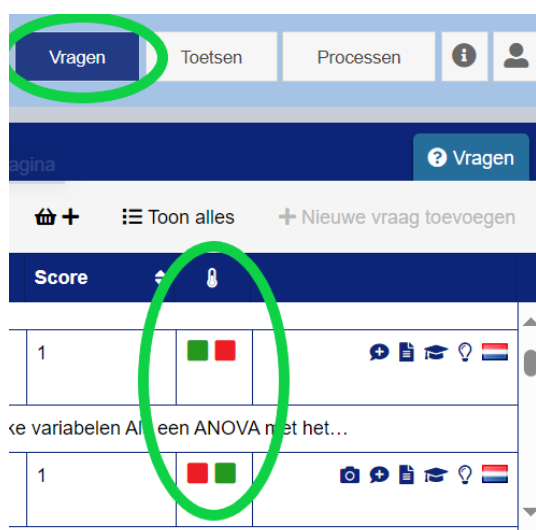 Vragen Toetsen Processen
agina
Vragen
Toon alles Nieuwe vraag toevoegen
Score
1
ke variabelen Al een ANOVA met het…
1